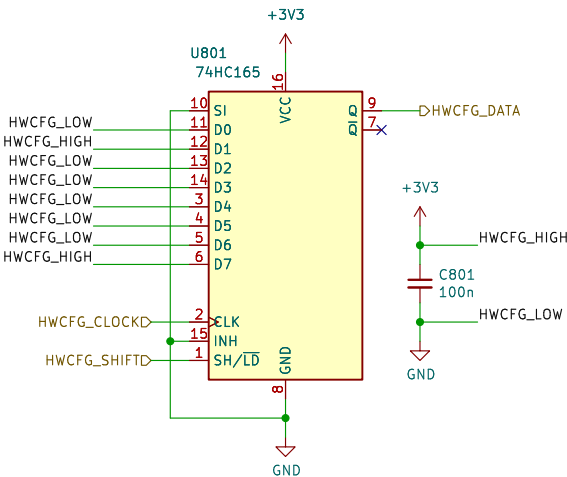 +3V3
U801
74HC165
16
VCC
10 SI
HWCFG_LOW 11 D0
HWCFG_HIGH 12 D1
HWCFG_LOW 13 D2
HWCFG_LOW 14 D3
HWCFG_LOW 3 D4
HWCFG_LOW 4 D5
HWCFG_LOW 5 D6
HWCFG_HIGH 6 D7
HWCFG_CLOCK 2 CLK
15 INH
HWCFG_SHIFT 1 SH/LD
GND
8
GND
Q 9 HWCFG_DATA
Q 7
+3V3
HWCFG_HIGH
C801
100n
HWCFG_LOW
GND